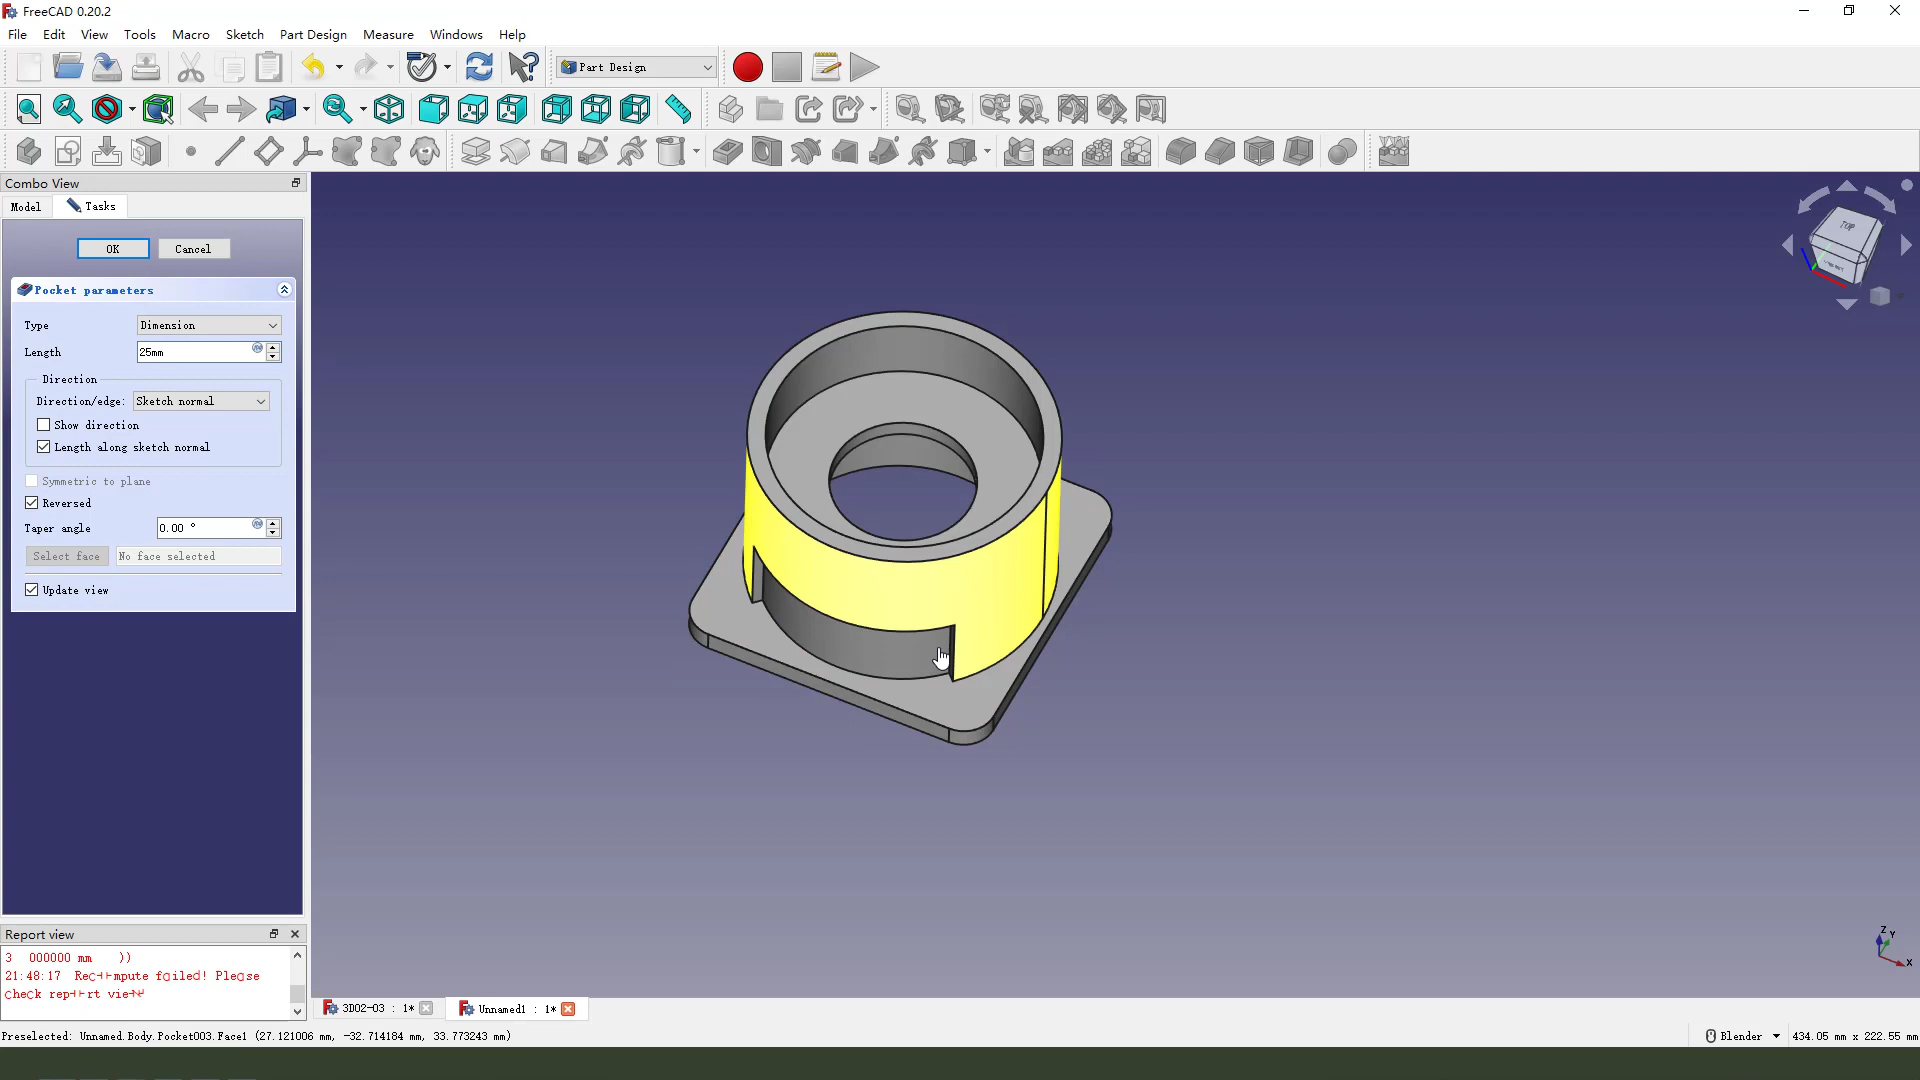 FreeCAD 0.20.2
File Edit View Tools Macro Sketch Part Design Measure Windows Help
Part Design
Combo View
Model Tasks
OK Cancel
Pocket parameters
Type Dimension
Length 25mm
Direction
Direction/edge: Sketch normal
Show direction
Length along sketch normal
Symmetric to plane
Reversed
Taper angle 0.00 °
Select face No face selected
Update view
TOP
Z
Y
X
Report view
3 000000 mm ))
21:48:17
check
3D02-03 : 1* Unnamed1 : 1*
Preselected: Unnamed.Body.Pocket003.Face1 (27.121006 mm, -32.714184 mm, 33.773243 mm)
Blender 434.05 mm x 222.55 mm